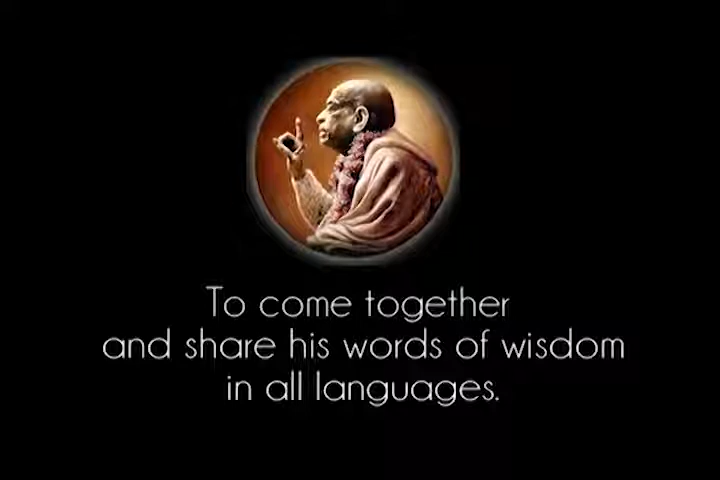 To come together
and share his words of wisdom
in all languages.